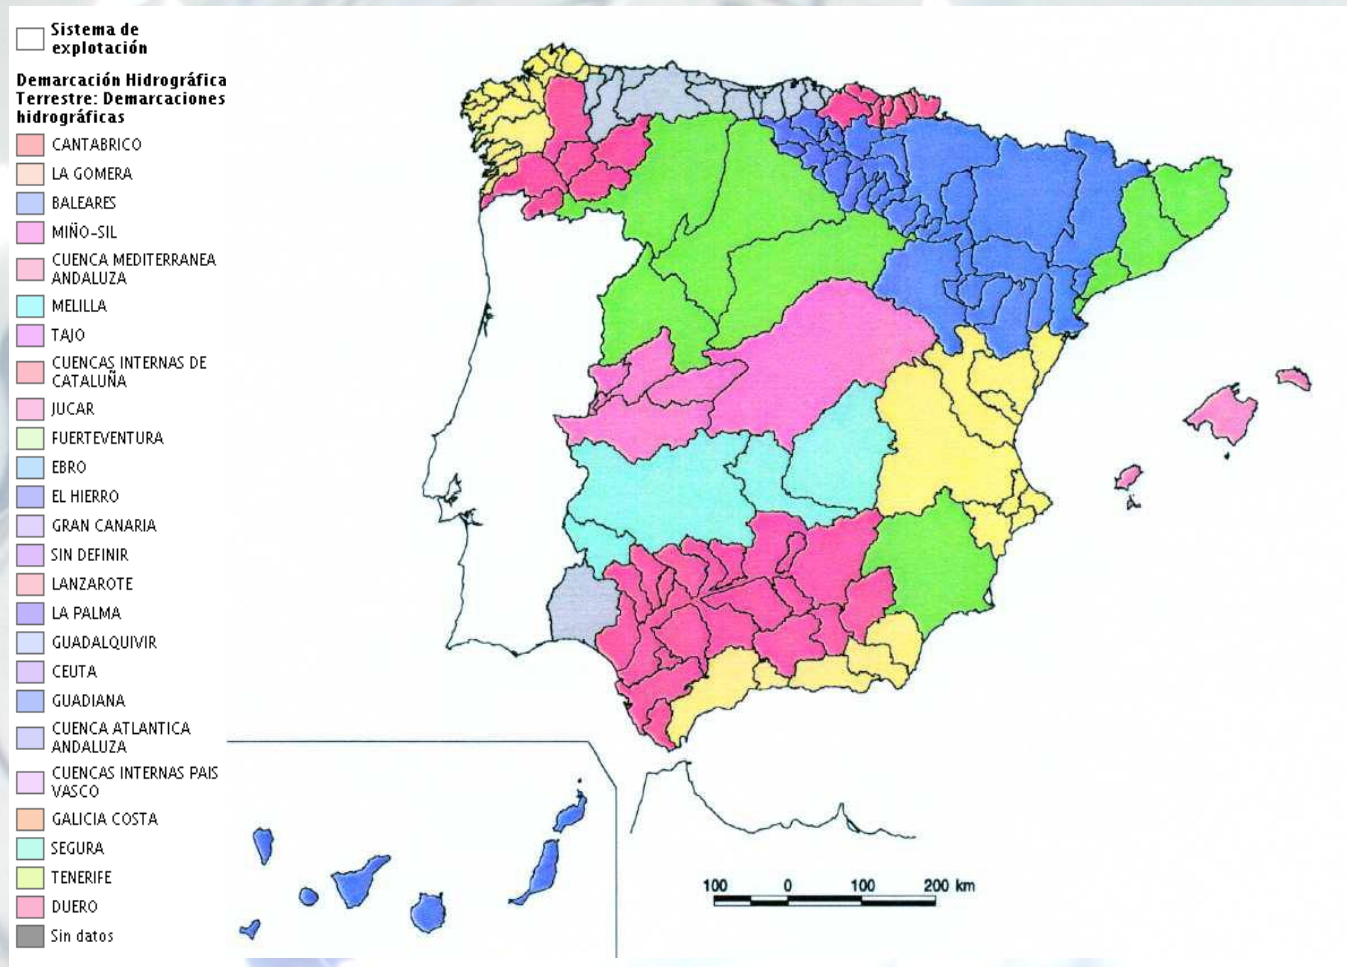 Sistema de
explotación
Demarcación Hidrográfica
Terrestre: Demarcaciones
hidrográficas
CANTABRICO
LA GOMERA
BALEARES
MIÑO-SIL
CUENCA MEDITERRANEA
ANDALUZA
MELILLA
TAJO
CUENCAS INTERNAS DE
CATALUÑA
JUCAR
FUERTEVENTURA
EBRO
EL HIERRO
GRAN CANARIA
SIN DEFINIR
LANZAROTE
LA PALMA
GUADALQUIVIR
CEUTA
GUADIANA
CUENCA ATLANTICA
ANDALUZA
CUENCAS INTERNAS PAIS
VASCO
GALICIA COSTA
SEGURA
TENERIFE
DUERO
Sin datos
100 0 100 200 km